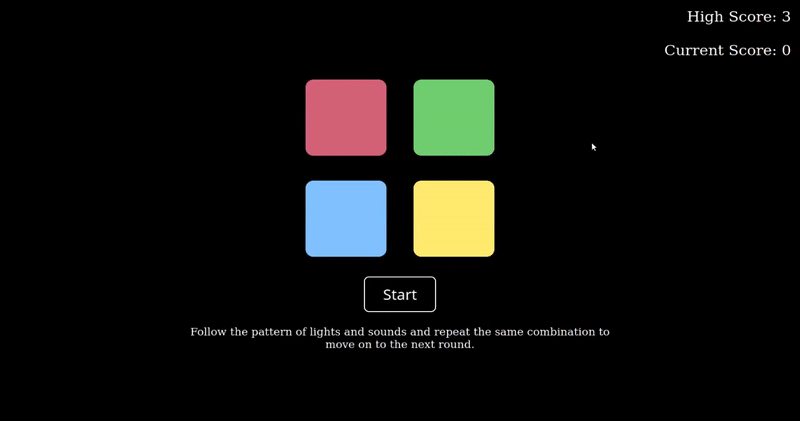 High Score: 3
Current Score: 0
Start
Follow the pattern of lights and sounds and repeat the same combination to
move on to the next round.